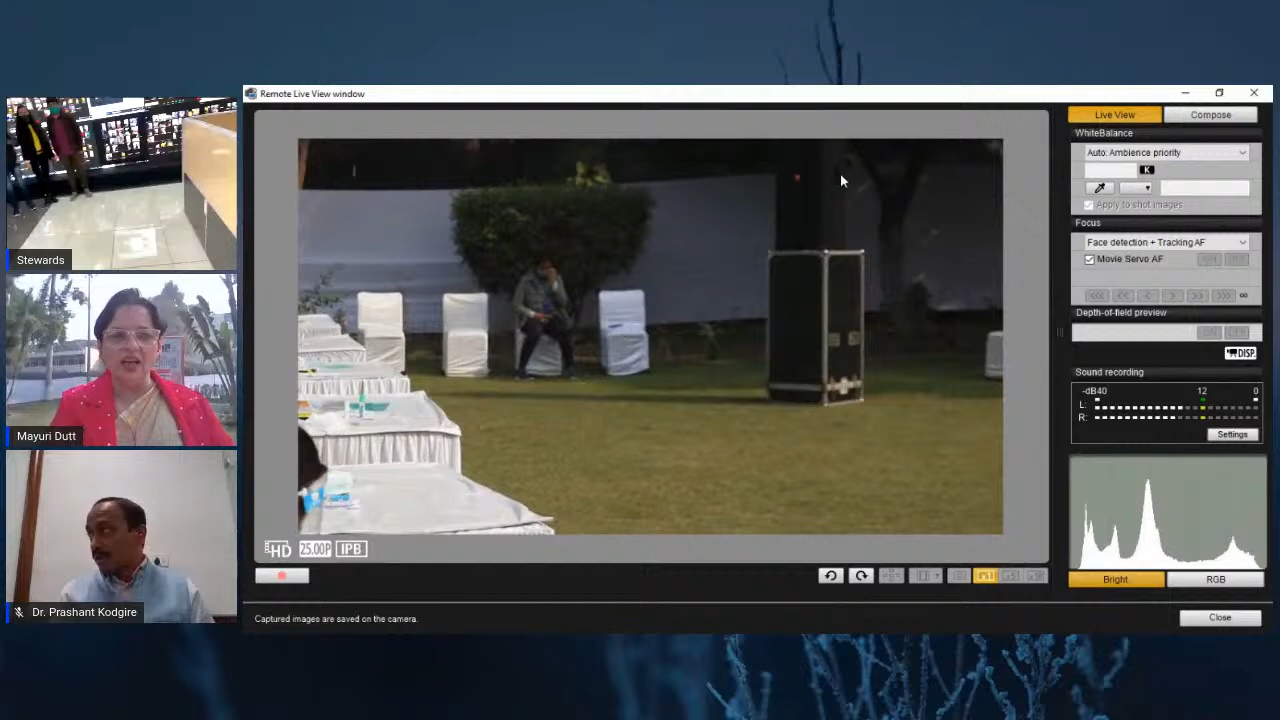 Remote Live View window
Live View
Compose
WhiteBalance
Auto: Ambience priority
K
Apply to shot images
Focus
Face detection + Tracking AF
Movie Servo AF
Depth-of-field preview
DISP.
Sound recording
-dB40 12 0
L:
R:
Settings
Bright
RGB
HD 25.00P IPB
Captured images are saved on the camera.
Close
Stewards
Mayuri Dutt
Dr. Prashant Kodgire